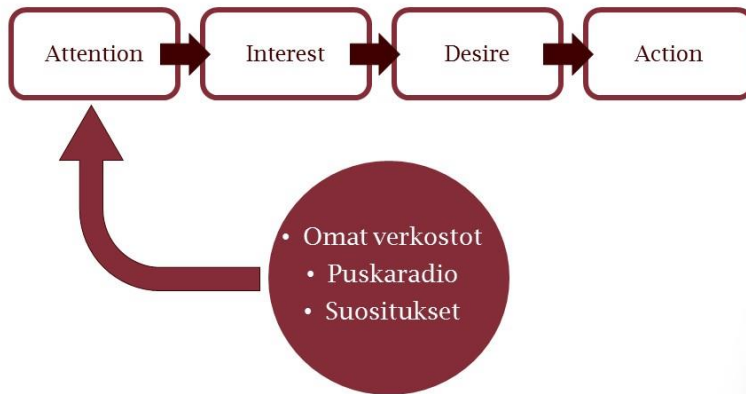 Attention
Interest
Desire
Action
• Omat verkostot
• Puskaradio
• Suositukset